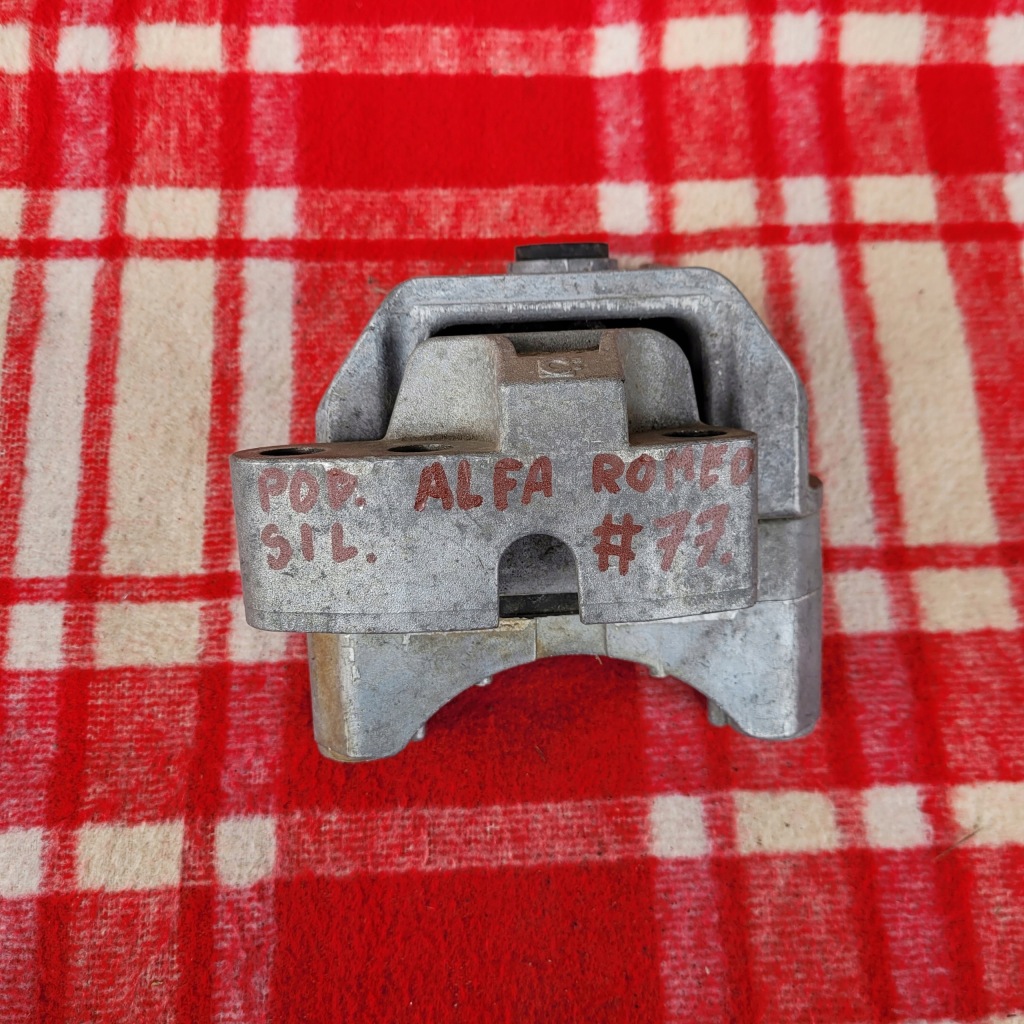 POD. ALFA ROMEO
SIL. #77.